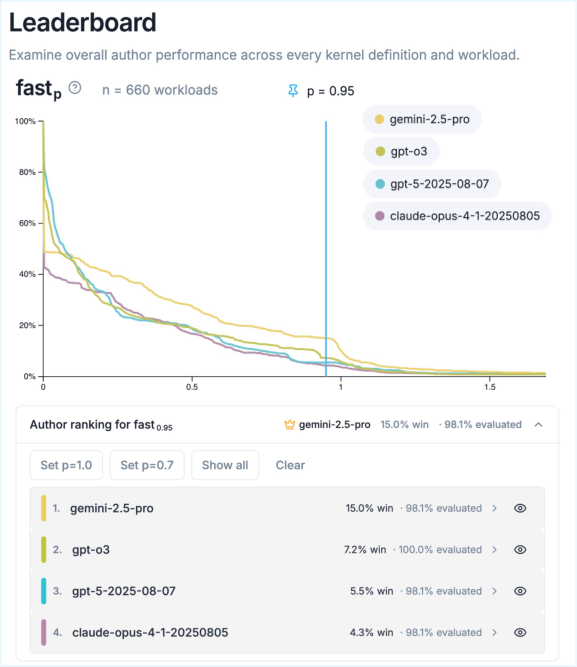 Leaderboard
Examine overall author performance across every kernel definition and workload.
fastp ? n = 660 workloads p = 0.95
100%
80%
60%
40%
20%
0%
0 0.5 1 1.5
p
gemini-2.5-pro
gpt-o3
gpt-5-2025-08-07
claude-opus-4-1-20250805
Author ranking for fast0.95 gemini-2.5-pro 15.0% win · 98.1% evaluated
Set p=1.0 Set p=0.7 Show all Clear
1. gemini-2.5-pro 15.0% win · 98.1% evaluated
2. gpt-o3 7.2% win · 100.0% evaluated
3. gpt-5-2025-08-07 5.5% win · 98.1% evaluated
4. claude-opus-4-1-20250805 4.3% win · 98.1% evaluated